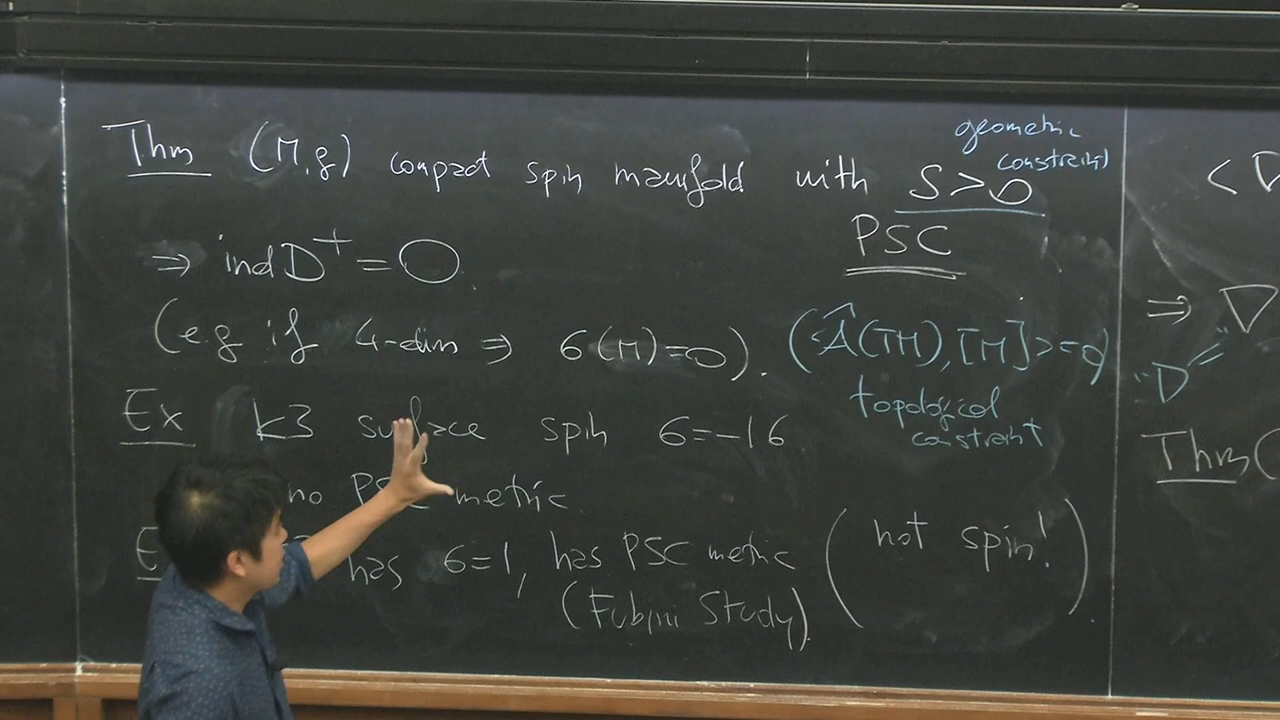 Thm (M,g) compact spin manifold with S>0
geometric
constraint
PSC
⇒ ind D⁺ = 0
(e.g if 4-dim ⇒ σ(M)=0). (<Â(TM),[M]>=0)
topological
constraint
Ex K3 surface spin σ=-16
no PSC metric
has σ=1, has PSC metric
(Fubini Study).
(not spin!)
<
⇒ ∇
"D
Thm (